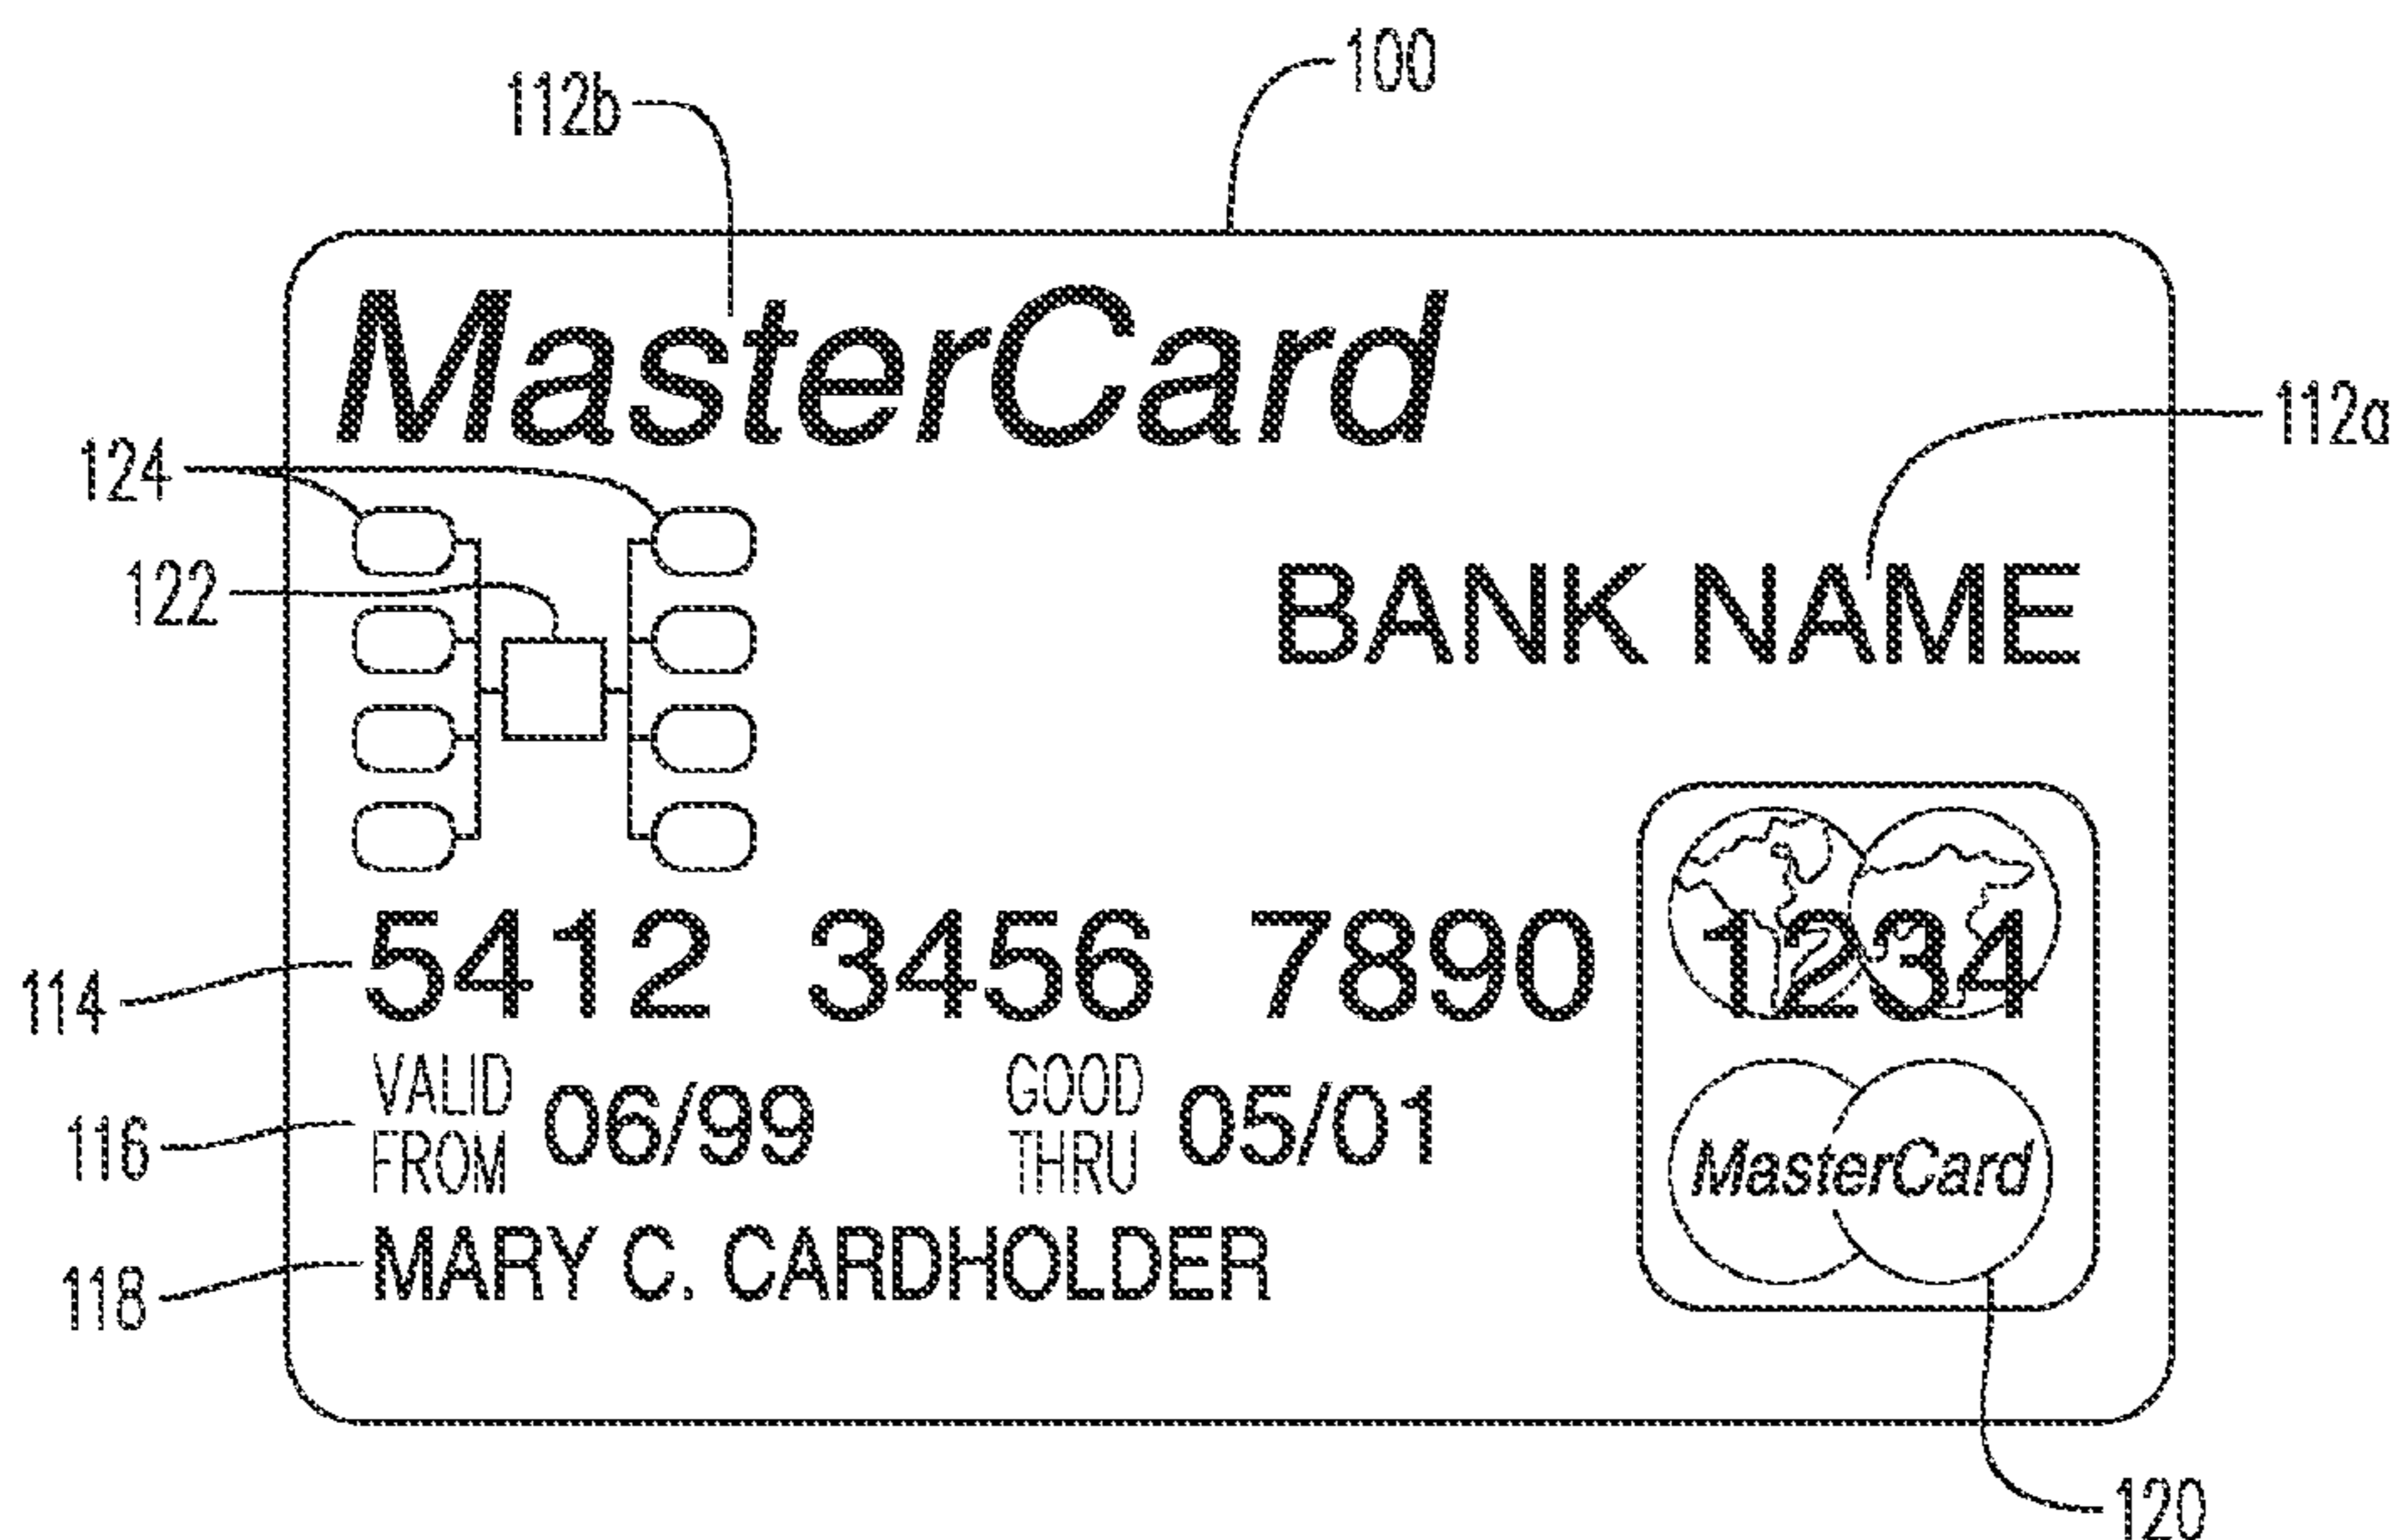 100
112b
MasterCard
112a
124
122
BANK NAME
5412 3456 7890 1234
114
VALID FROM 06/99 GOOD THRU 05/01
116
MasterCard
MARY C. CARDHOLDER
118
120